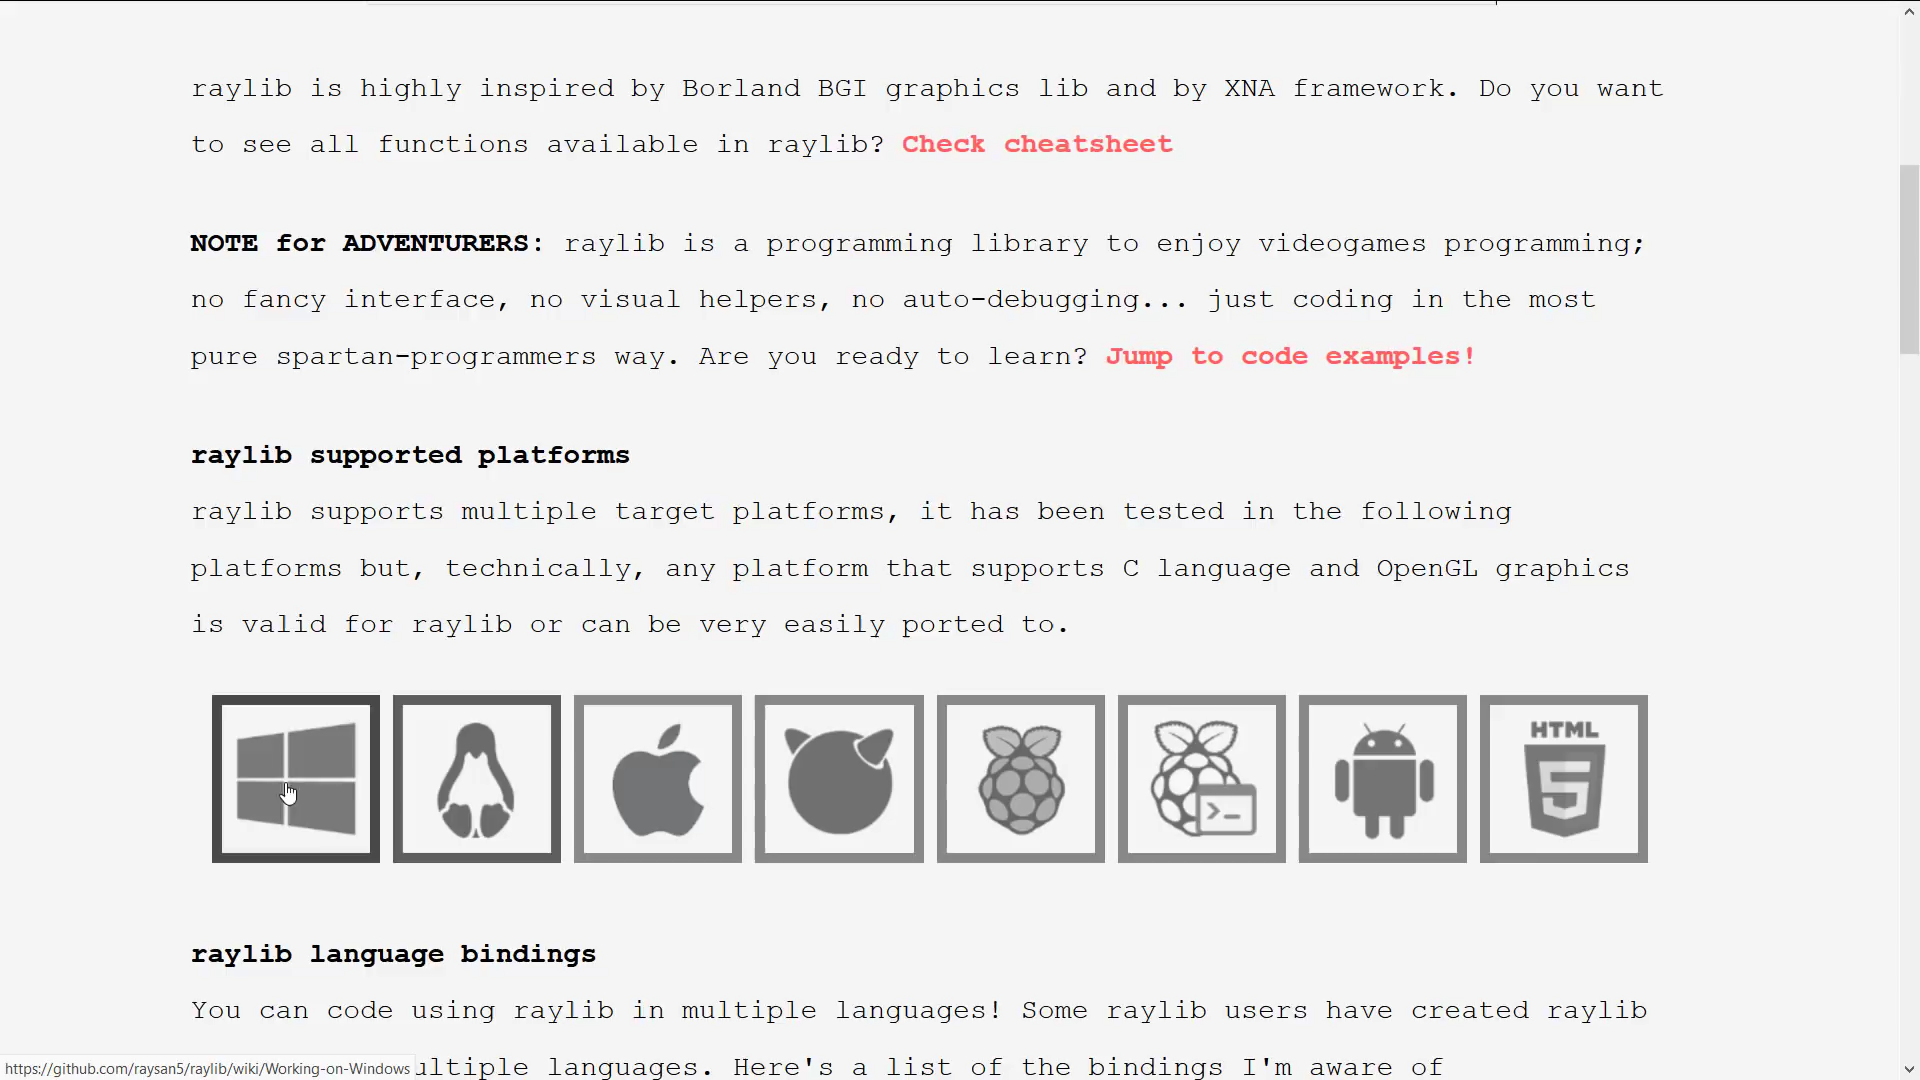 raylib is highly inspired by Borland BGI graphics lib and by XNA framework. Do you want
to see all functions available in raylib? Check cheatsheet
NOTE for ADVENTURERS: raylib is a programming library to enjoy videogames programming;
no fancy interface, no visual helpers, no auto-debugging... just coding in the most
pure spartan-programmers way. Are you ready to learn? Jump to code examples!
raylib supported platforms
raylib supports multiple target platforms, it has been tested in the following
platforms but, technically, any platform that supports C language and OpenGL graphics
is valid for raylib or can be very easily ported to.
HTML
5
raylib language bindings
You can code using raylib in multiple languages! Some raylib users have created raylib
ultiple languages. Here's a list of the bindings I'm aware of
https://github.com/raysan5/raylib/wiki/Working-on-Windows